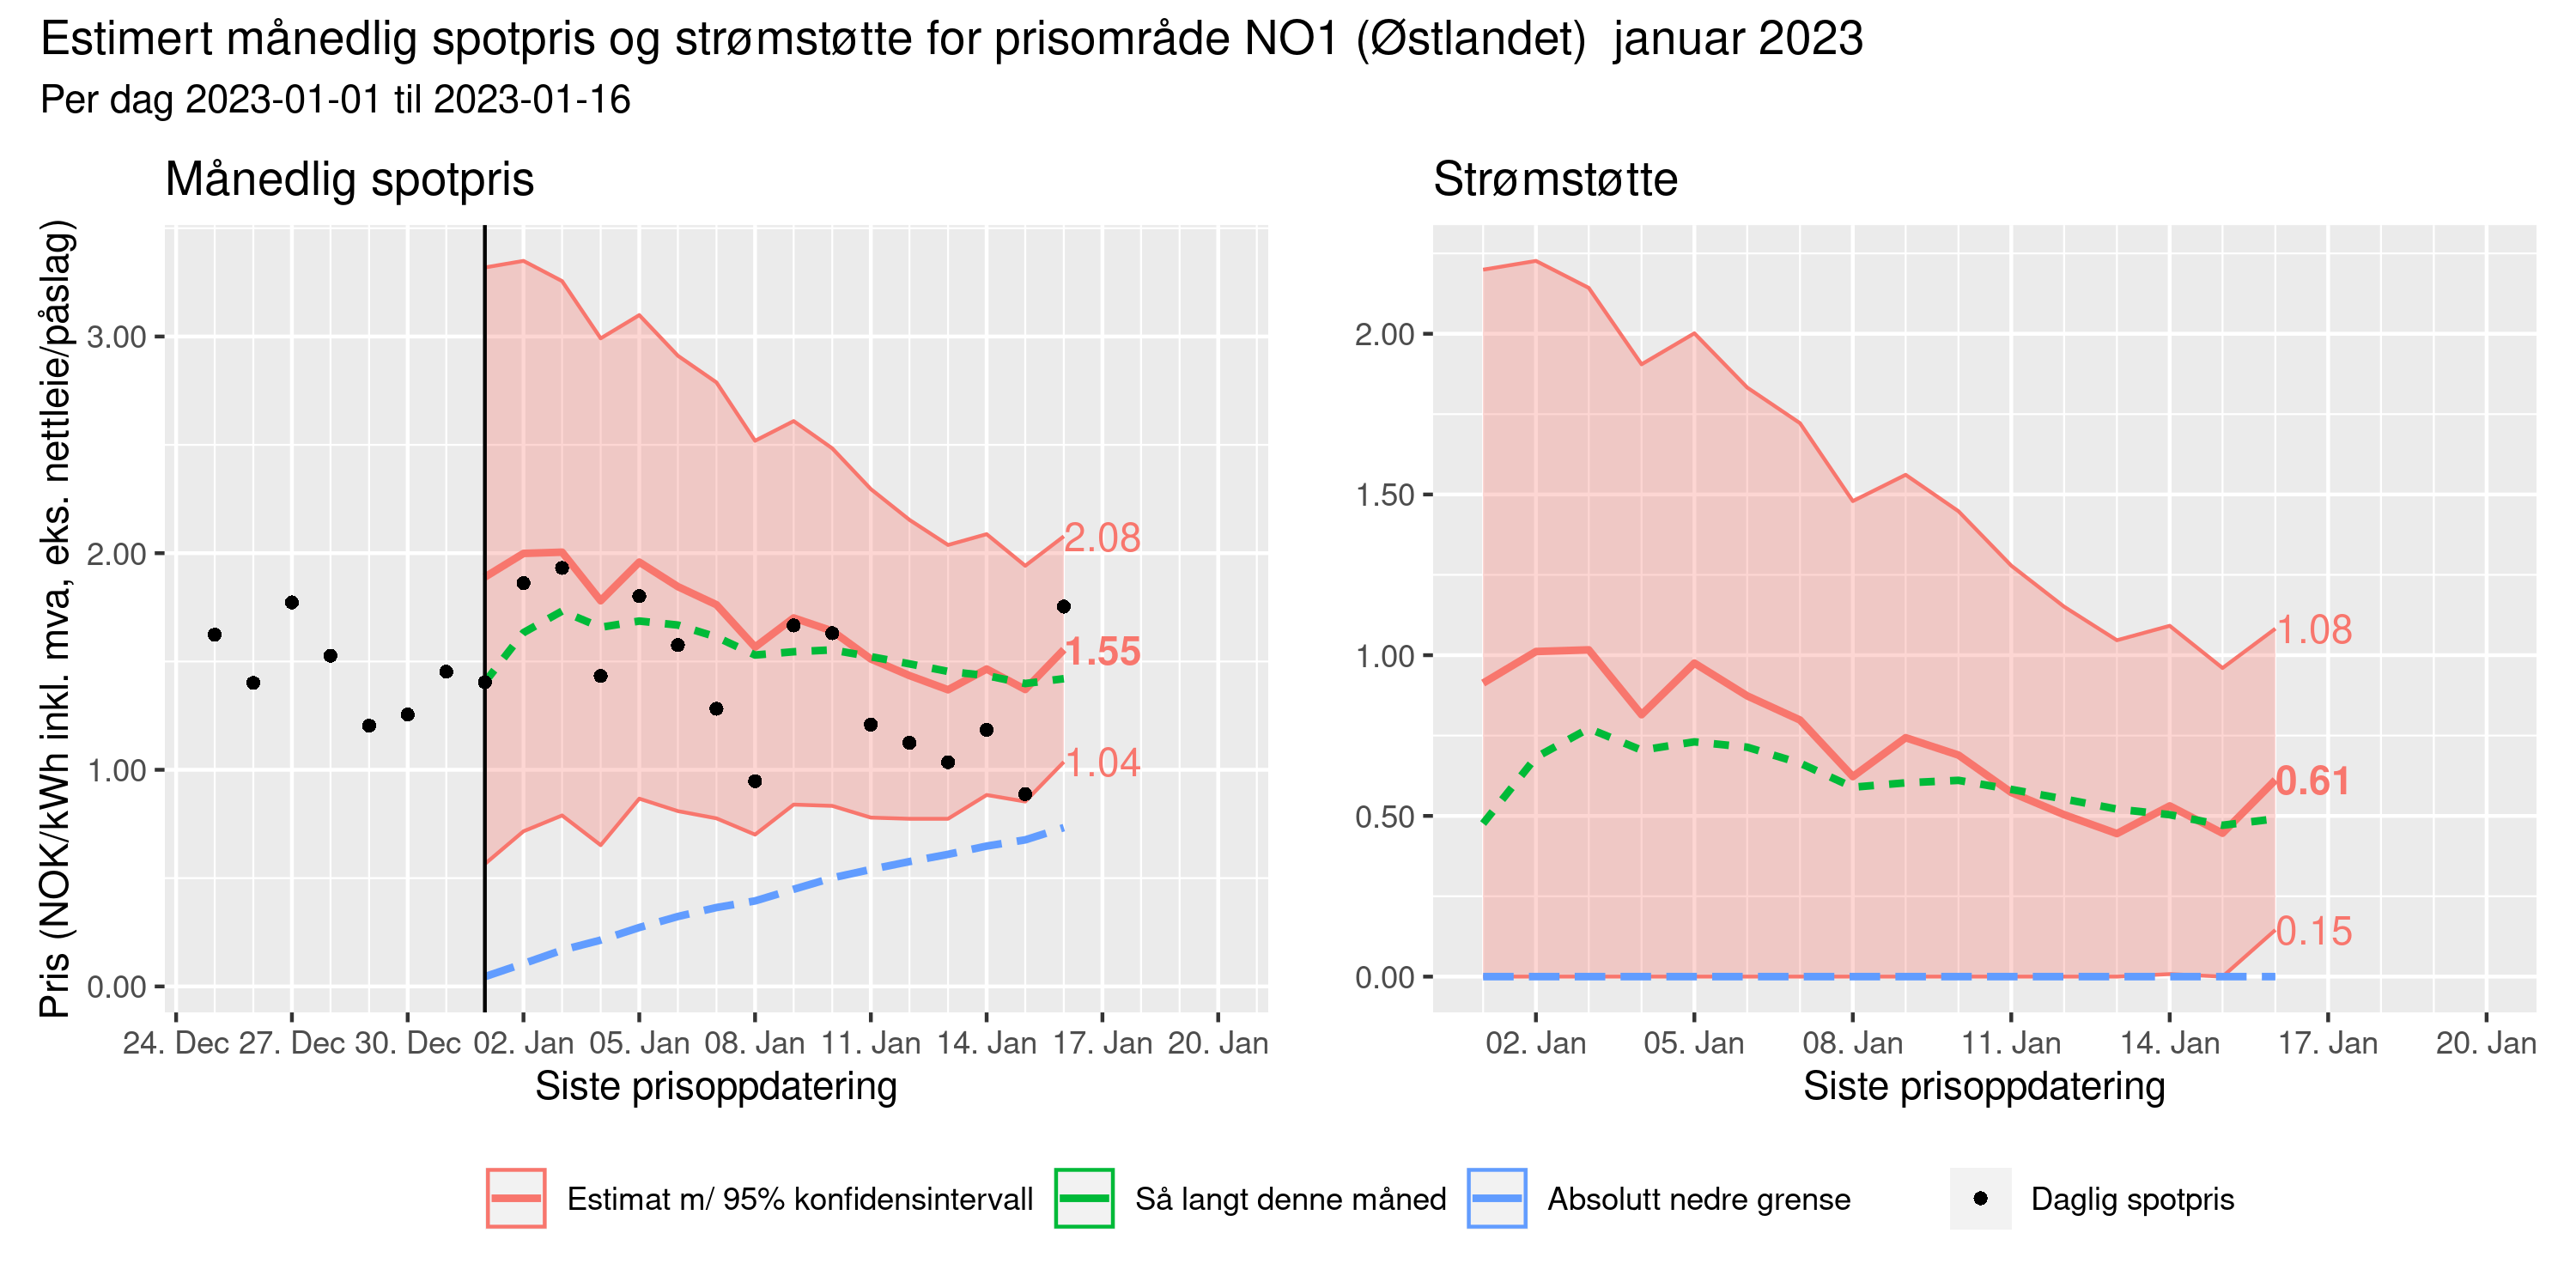 Estimert månedlig spotpris og strømstøtte for prisområde NO1 (Østlandet)  januar 2023
Per dag 2023-01-01 til 2023-01-16
Månedlig spotpris
Pris (NOK/kWh inkl. mva, eks. nettleie/påslag)
3.00
2.00
1.00
0.00
2.08
1.55
1.04
24. Dec 27. Dec 30. Dec 02. Jan 05. Jan 08. Jan 11. Jan 14. Jan 17. Jan 20. Jan
Siste prisoppdatering
Strømstøtte
2.00
1.50
1.00
0.50
0.00
1.08
0.61
0.15
02. Jan 05. Jan 08. Jan 11. Jan 14. Jan 17. Jan 20. Jan
Siste prisoppdatering
Estimat m/ 95% konfidensintervall Så langt denne måned Absolutt nedre grense Daglig spotpris